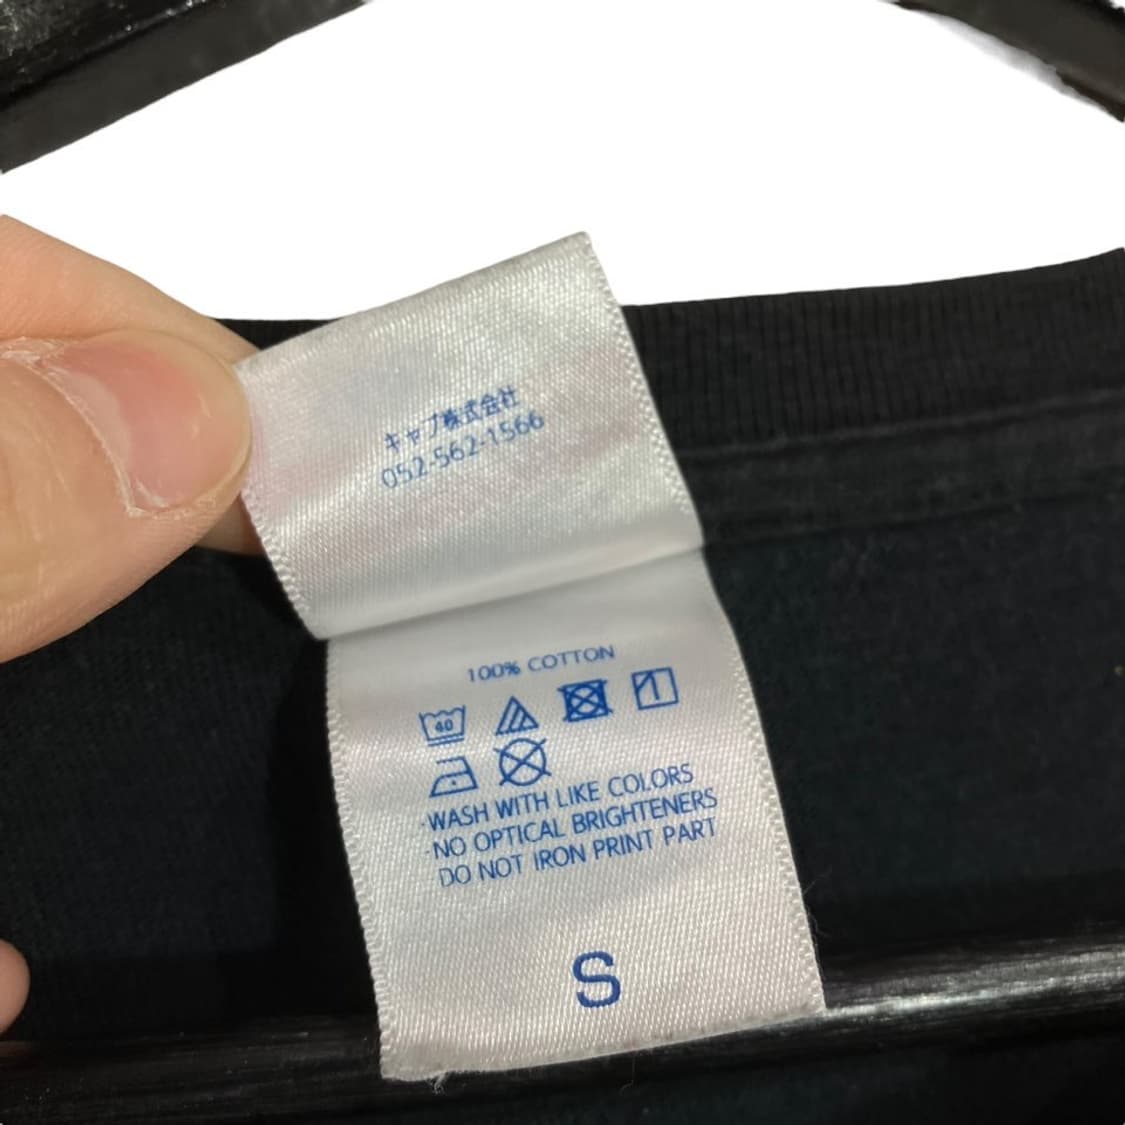 キャブ株式会社
052-562-1566
100% COTTON
40
·WASH WITH LIKE COLORS
·NO OPTICAL BRIGHTENERS
DO NOT IRON PRINT PART
S